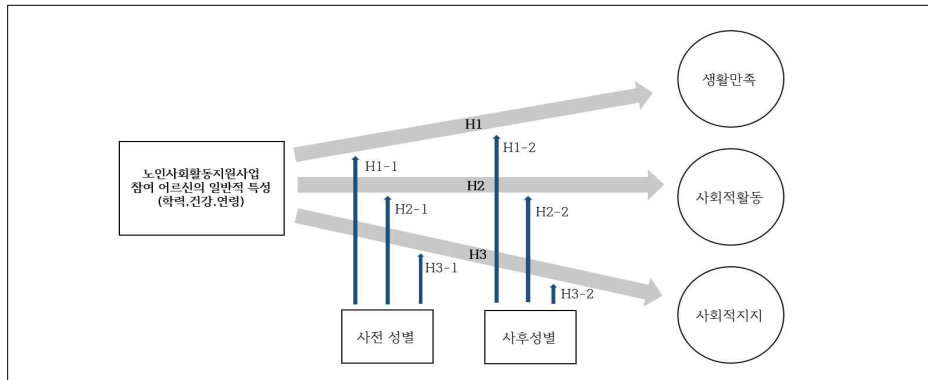 생활만족
H1
H1-1
H1-2
노인사회활동지원사업
참여 어르신의 일반적 특성
(학력.건강.연령)
H2
사회적활동
H2-1
H2-2
H3
H3-1
H3-2
사회적지지
사전 성별
사후성별